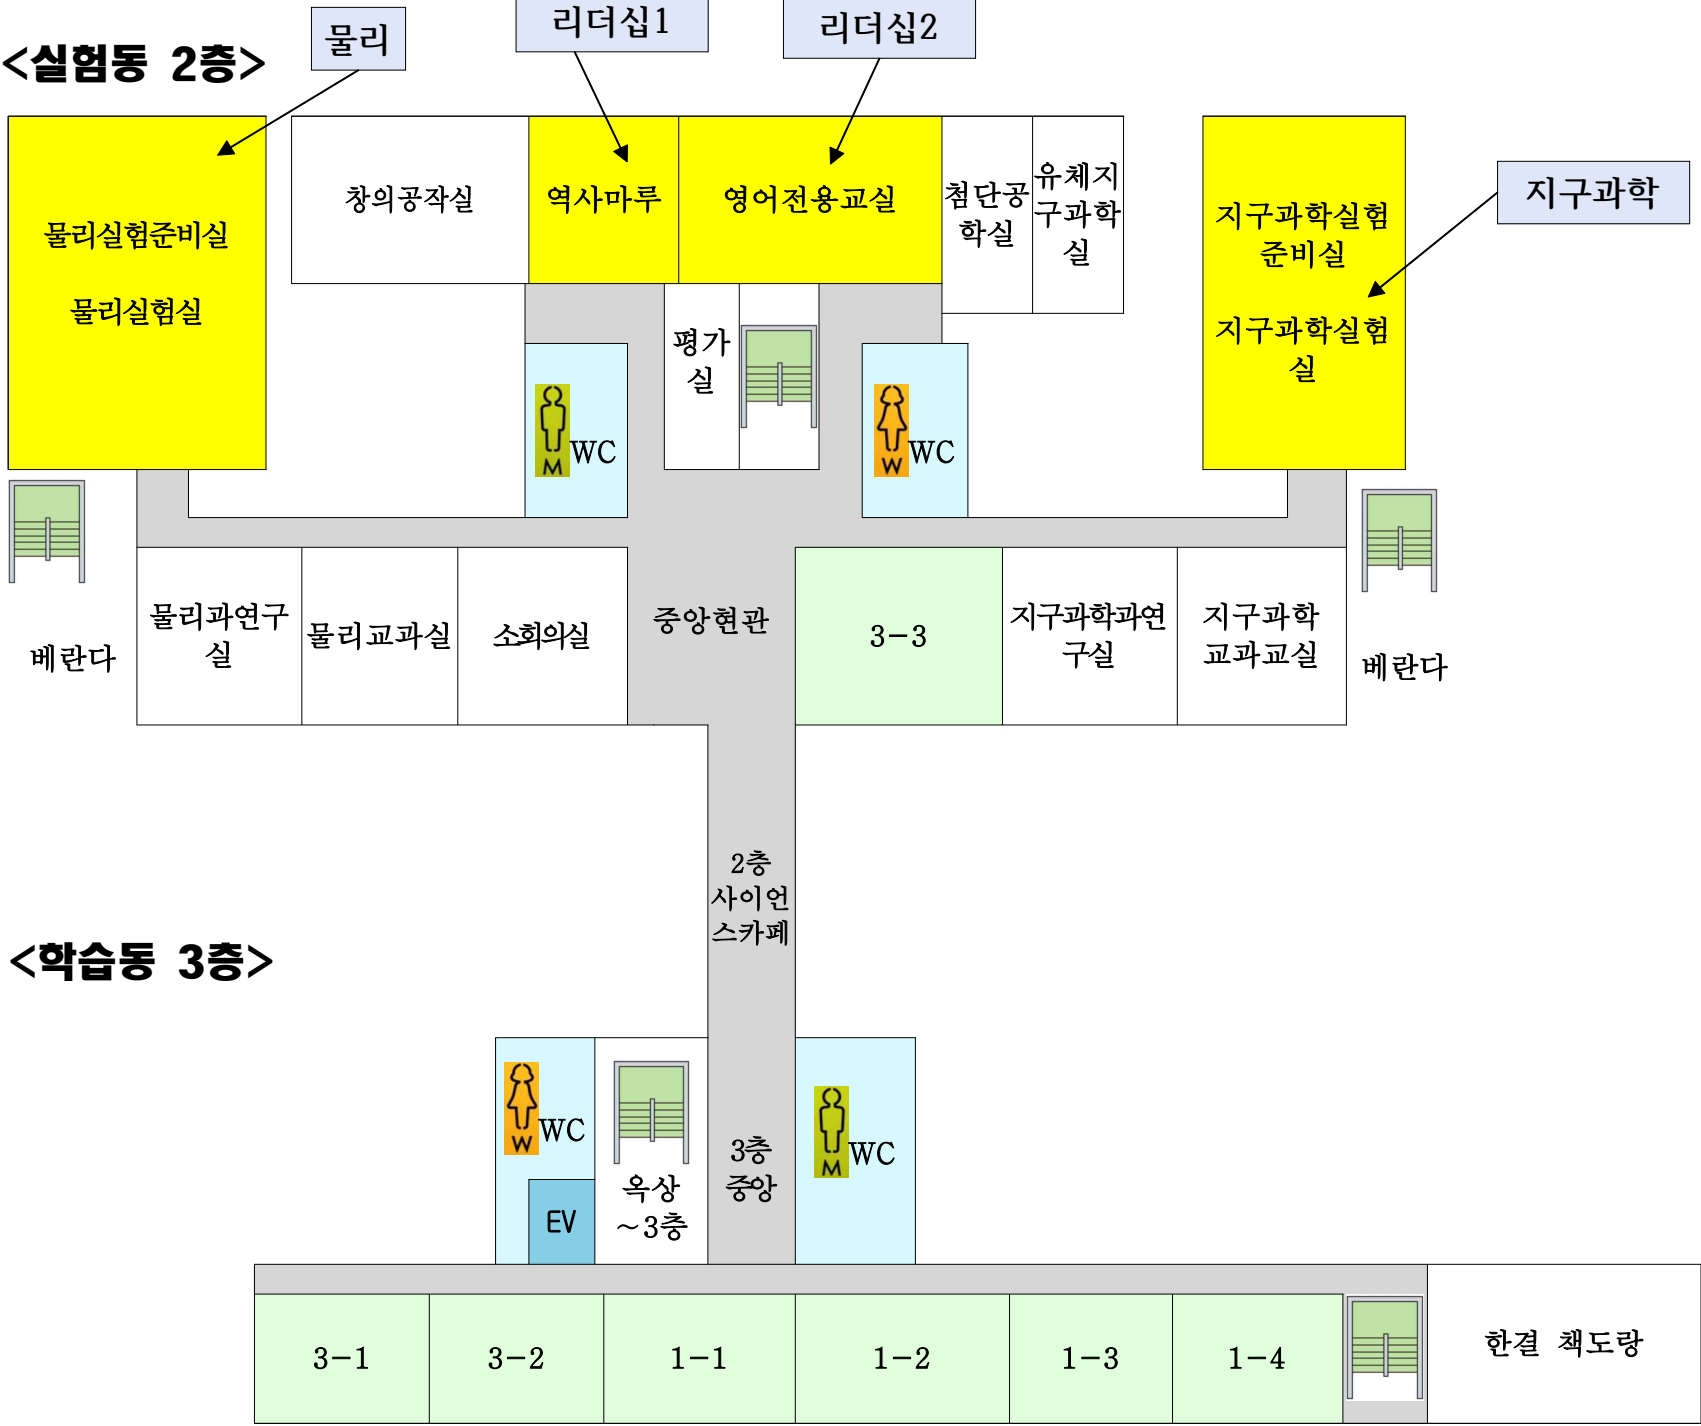 물리
리더십1
리더십2
<실험동 2층>
지구과학
물리실험준비실
물리실험실
창의공작실
역사마루
영어전용교실
첨단공
학실
유체지
구과학
실
지구과학실험
준비실
지구과학실험
실
평가
실
M
WC
W
WC
베란다
물리과연구
실
물리교과실
소회의실
중앙현관
3-3
지구과학과연
구실
지구과학
교과교실
베란다
2층
사이언
스카페
<학습동 3층>
W
WC
EV
옥상
~3층
3층
중앙
M
WC
3-1
3-2
1-1
1-2
1-3
1-4
한결 책도랑